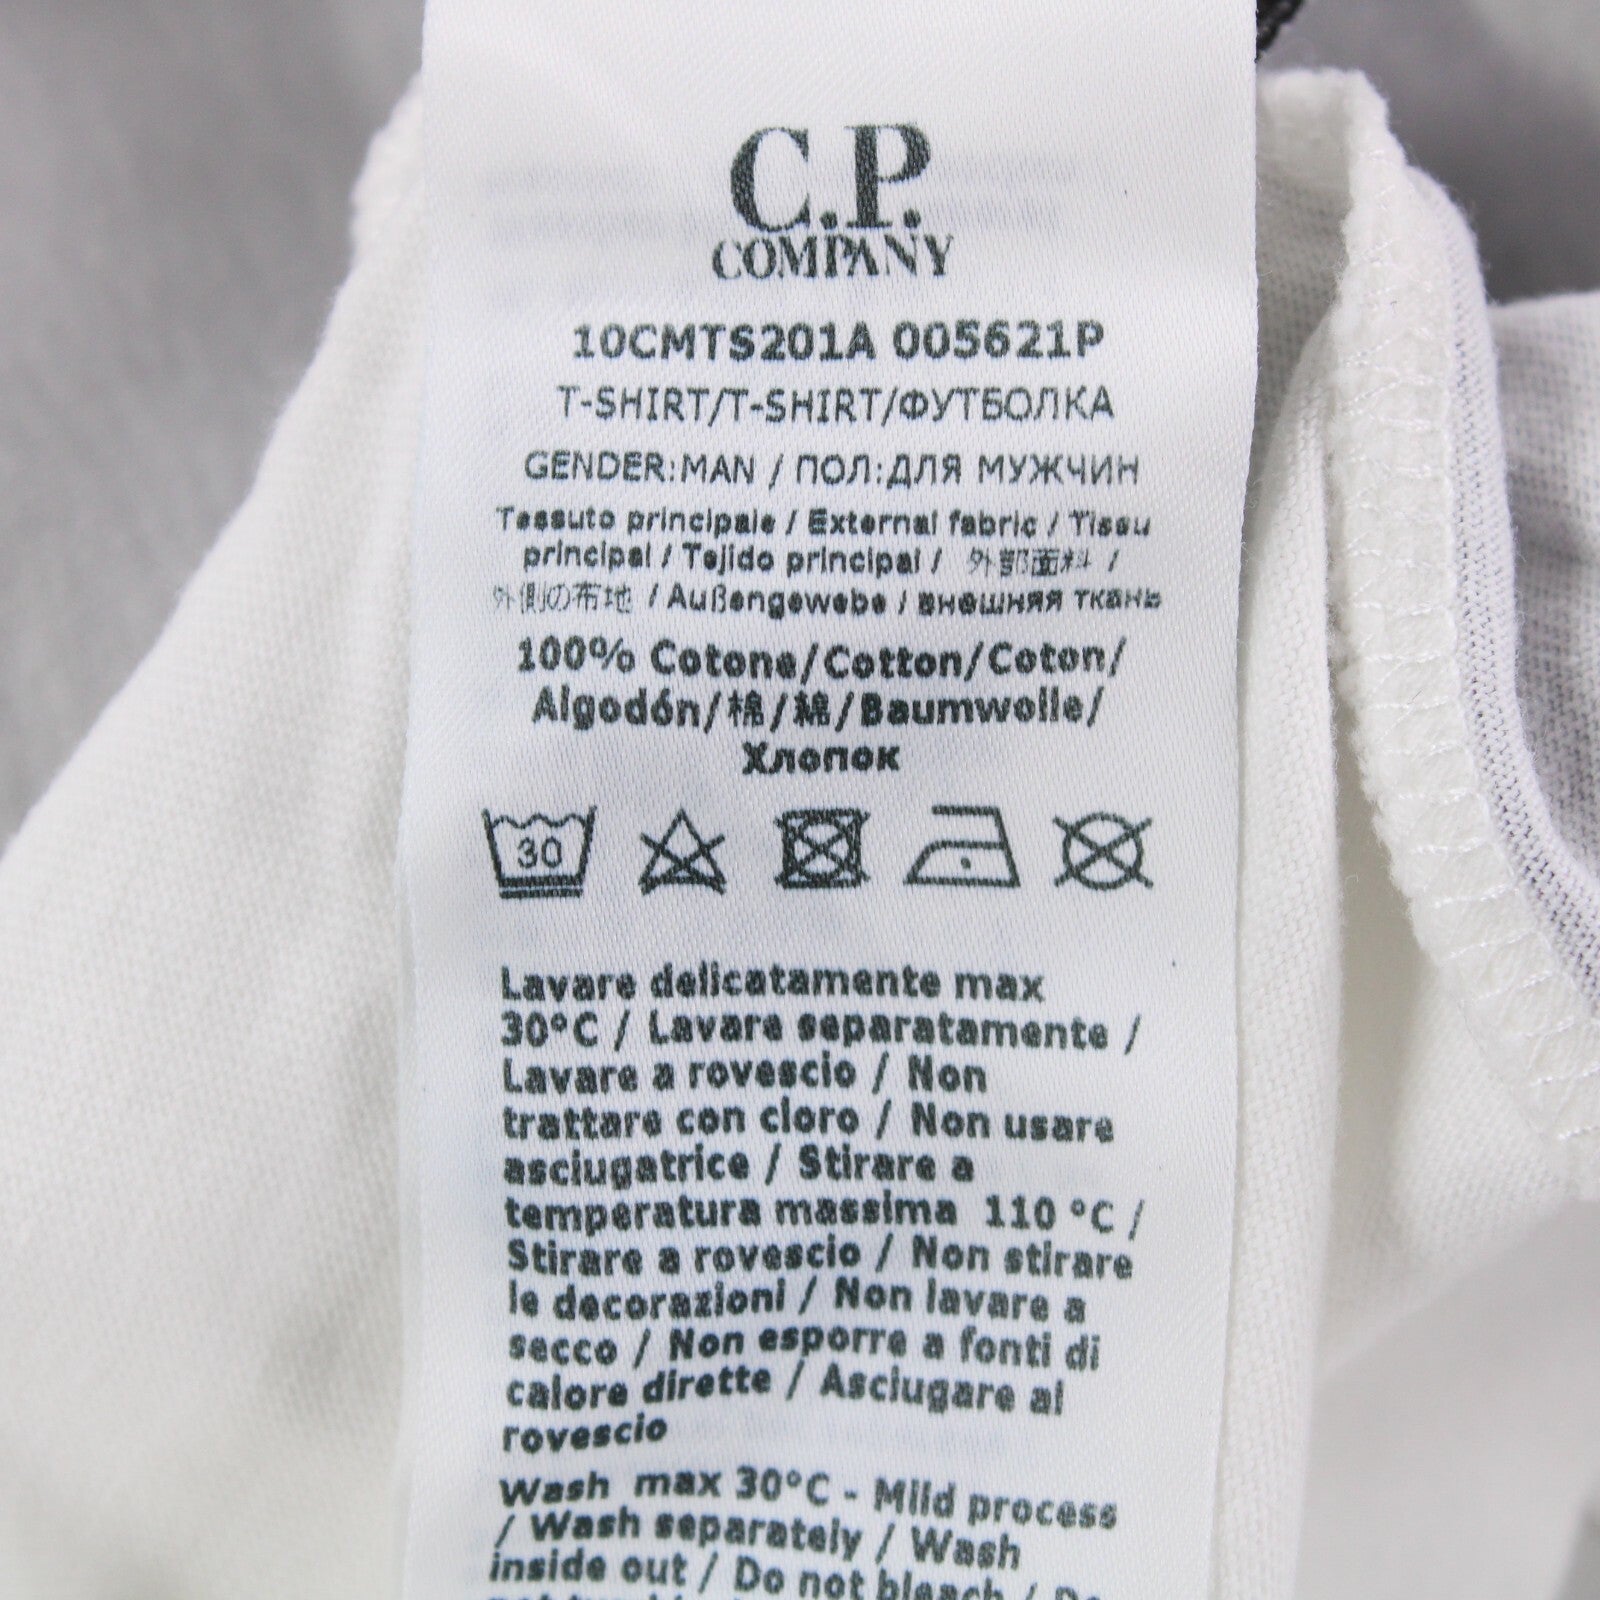 C.P.
COMPANY
10CMTS201A 005621P
T-SHIRT/T-SHIRT/ФУТБОЛКА
GENDER:MAN / ПОЛ:ДЛЯ МУЖЧИН
Tessuto principale / External fabric / Tissu
principal / Tejido principal / 外部面料 /
外側の布地 / Außengewebe / внешняя ткань
100% Cotone/Cotton/Coton/
Algodón/棉/綿/Baumwolle/
Хлопок
30
Lavare delicatamente max
30°C / Lavare separatamente /
Lavare a rovescio / Non
trattare con cloro / Non usare
asciugatrice / Stirare a
temperatura massima 110 °C /
Stirare a rovescio / Non stirare
le decorazioni / Non lavare a
secco / Non esporre a fonti di
calore dirette / Asciugare al
rovescio
Wash max 30°C - Mild process
/ Wash separately / Wash
inside out / Do not bleach / Do